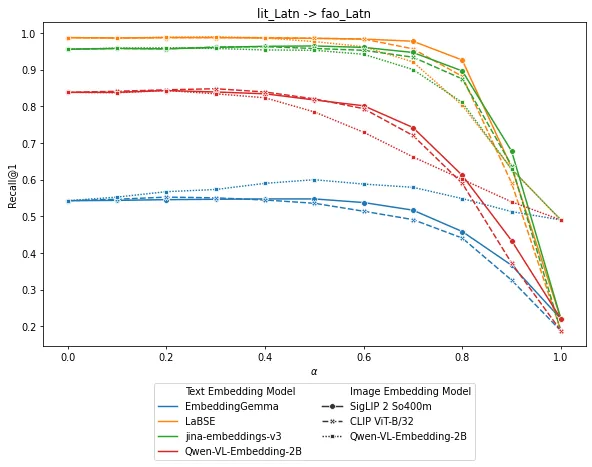 lit_Latn -> fao_Latn
1.0
0.9
0.8
0.7
0.6
0.5
0.4
0.3
0.2
Recall@1
0.0 0.2 0.4 0.6 0.8 1.0
α
Text Embedding Model Image Embedding Model
EmbeddingGemma SigLIP 2 So400m
LaBSE CLIP ViT-B/32
jina-embeddings-v3 Qwen-VL-Embedding-2B
Qwen-VL-Embedding-2B